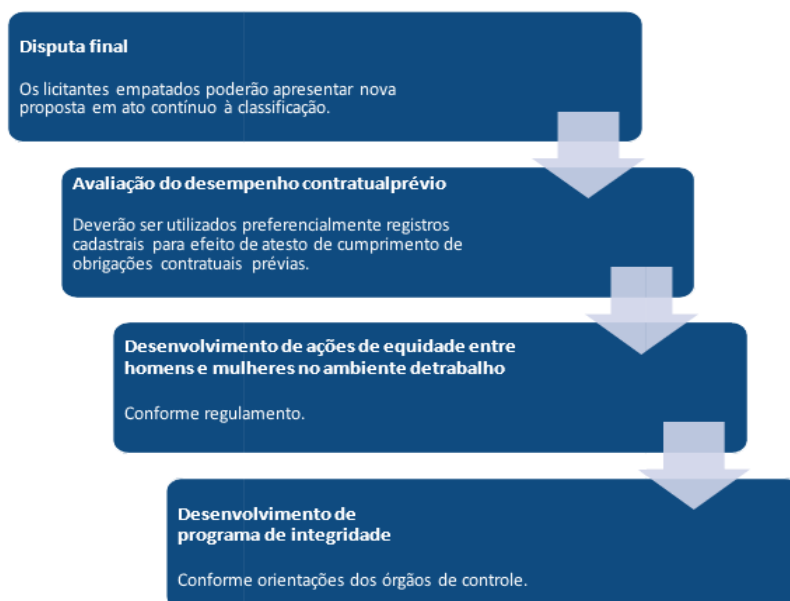 Disputa final
Os licitantes empatados poderão apresentar nova
proposta em ato contínuo à classificação.
Avaliação do desempenho contratualprévio
Deverão ser utilizados preferencialmente registros
cadastrais para efeito de atesto de cumprimento de
obrigações contratuais prévias.
Desenvolvimento de ações de equidade entre
homens e mulheres no ambiente detrabalho
Conforme regulamento.
Desenvolvimento de
programa de integridade
Conforme orientações dos órgãos de controle.